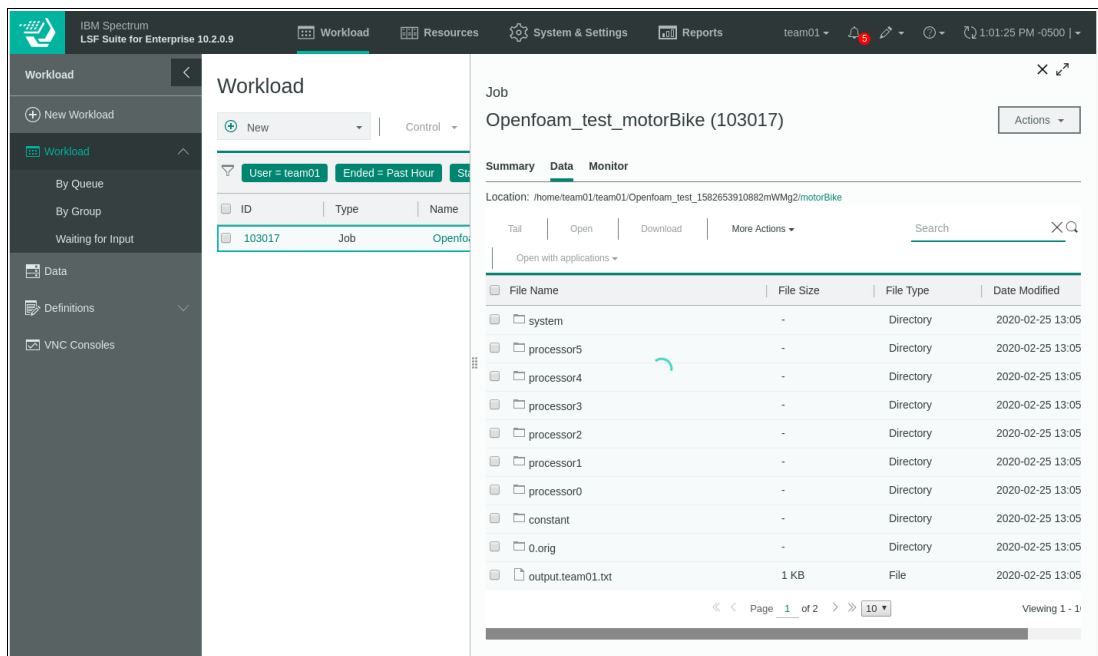 IBM Spectrum
LSF Suite for Enterprise 10.2.0.9
Workload
Resources
System & Settings
Reports
team01
5
1:01:25 PM -0500 |
Workload
New Workload
Workload
By Queue
By Group
Waiting for Input
Data
Definitions
VNC Consoles
Workload
New
Control
User = team01
Ended = Past Hour
Sta
ID
Type
Name
103017
Job
Openfoa
Job
Openfoam_test_motorBike (103017)
Actions
Summary
Data
Monitor
Location: /home/team01/team01/Openfoam_test_1582653910882mWMg2/motorBike
Tail
Open
Download
More Actions
Search
Open with applications
File Name
File Size
File Type
Date Modified
system - Directory 2020-02-25 13:05
processor5 - Directory 2020-02-25 13:05
processor4 - Directory 2020-02-25 13:05
processor3 - Directory 2020-02-25 13:05
processor2 - Directory 2020-02-25 13:05
processor1 - Directory 2020-02-25 13:05
processor0 - Directory 2020-02-25 13:05
constant - Directory 2020-02-25 13:05
0.orig - Directory 2020-02-25 13:05
output.team01.txt 1 KB File 2020-02-25 13:05
Page 1 of 2
10
Viewing 1 - 1